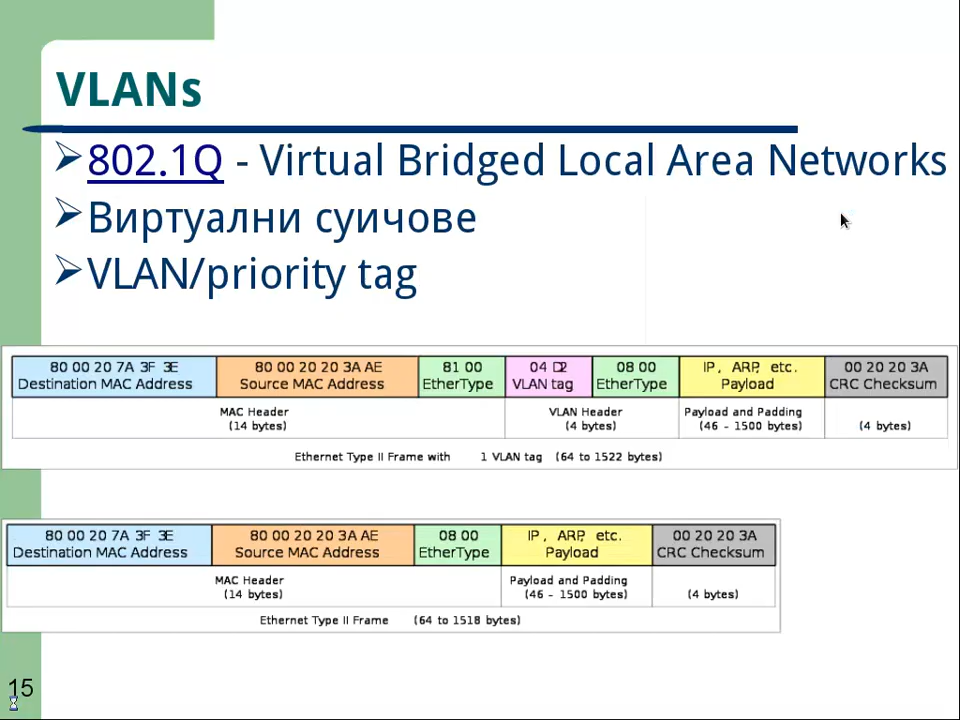 VLANs
802.1Q - Virtual Bridged Local Area Networks
Виртуални суичове
VLAN/priority tag
80 00 20 7A 3F 3E 80 00 20 20 3A AE 81 00 04 D2 08 00 IP, ARP, etc. 00 20 20 3A
Destination MAC Address Source MAC Address EtherType VLAN tag EtherType Payload CRC Checksum
MAC Header VLAN Header Payload and Padding
(14 bytes) (4 bytes) (46 - 1500 bytes) (4 bytes)
Ethernet Type II Frame with 1 VLAN tag (64 to 1522 bytes)
80 00 20 7A 3F 3E 80 00 20 20 3A AE 08 00 IP, ARP, etc. 00 20 20 3A
Destination MAC Address Source MAC Address EtherType Payload CRC Checksum
MAC Header Payload and Padding
(14 bytes) (46 - 1500 bytes) (4 bytes)
Ethernet Type II Frame (64 to 1518 bytes)
15